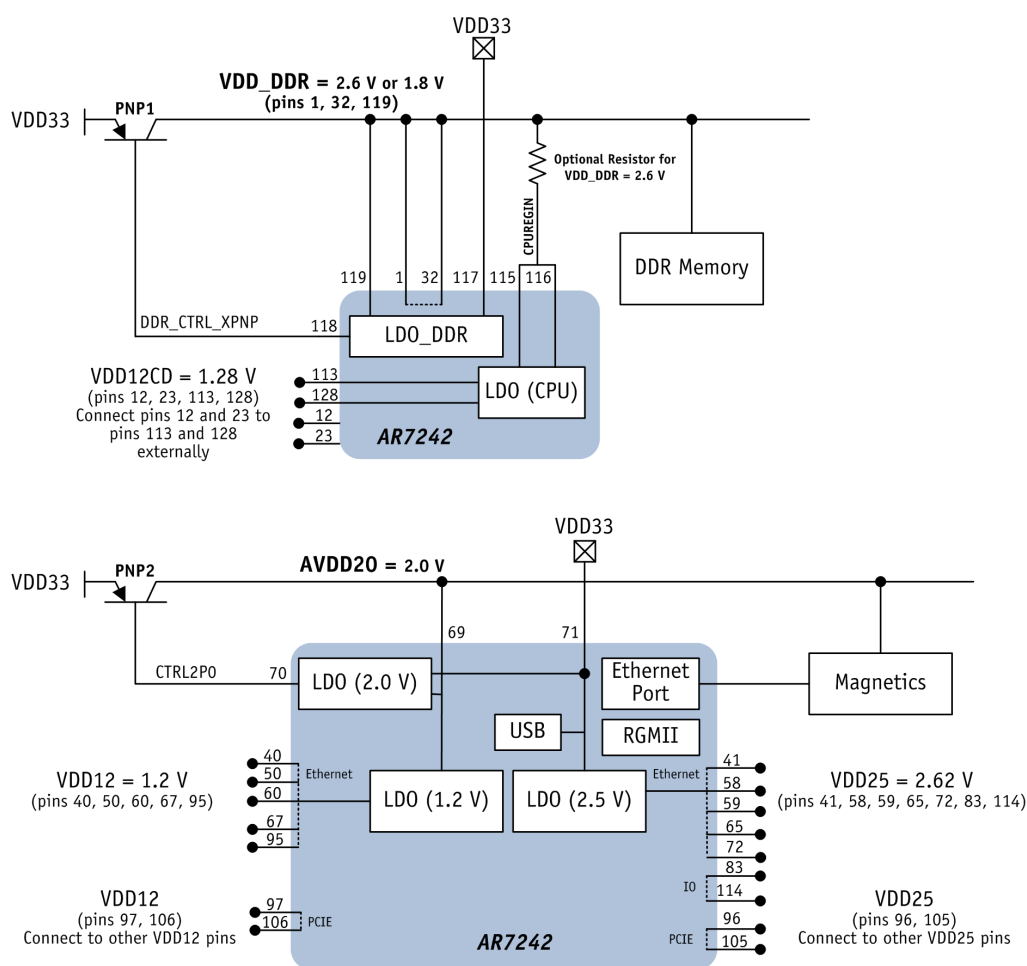 VDD33
VDD_DDR = 2.6 V or 1.8 V
(pins 1, 32, 119)
PNP1
VDD33
Optional Resistor for
VDD_DDR = 2.6 V
CPUREGIN
DDR Memory
119
1
32
117
115
116
DDR_CTRL_XPNP
118
LDO_DDR
VDD12CD = 1.28 V
(pins 12, 23, 113, 128)
Connect pins 12 and 23 to
pins 113 and 128
externally
113
128
12
23
LDO (CPU)
AR7242
VDD33
AVDD20 = 2.0 V
PNP2
VDD33
69
71
CTRL2P0
70
LDO (2.0 V)
Ethernet
Port
Magnetics
USB
RGMII
VDD12 = 1.2 V
(pins 40, 50, 60, 67, 95)
40
50
60
67
95
Ethernet
LDO (1.2 V)
LDO (2.5 V)
Ethernet
41
58
59
65
72
VDD25 = 2.62 V
(pins 41, 58, 59, 65, 72, 83, 114)
IO
83
114
VDD12
(pins 97, 106)
Connect to other VDD12 pins
97
106
PCIE
AR7242
PCIE
96
105
VDD25
(pins 96, 105)
Connect to other VDD25 pins